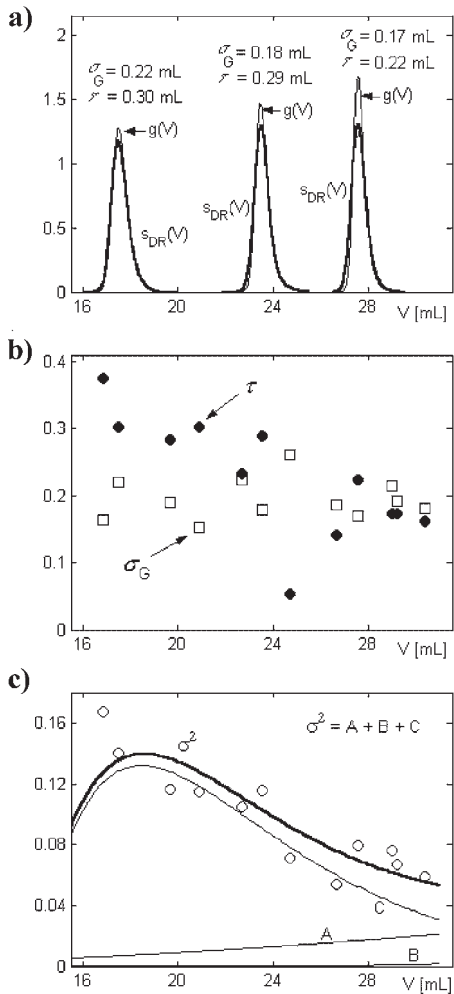 a)
2
1.5
1
0.5
0
σG = 0.22 mL
τ = 0.30 mL
σG = 0.18 mL
τ = 0.29 mL
σG = 0.17 mL
τ = 0.22 mL
g(V)
g(V)
g(V)
sDR(V)
sDR(V)
sDR(V)
16 20 24 28 V [mL]
b)
0.4
0.3
0.2
0.1
0
τ
σG
16 20 24 28 V [mL]
c)
0.16
0.12
0.08
0.04
0
σ²
σ² = A + B + C
C
A
B
16 20 24 28 V [mL]